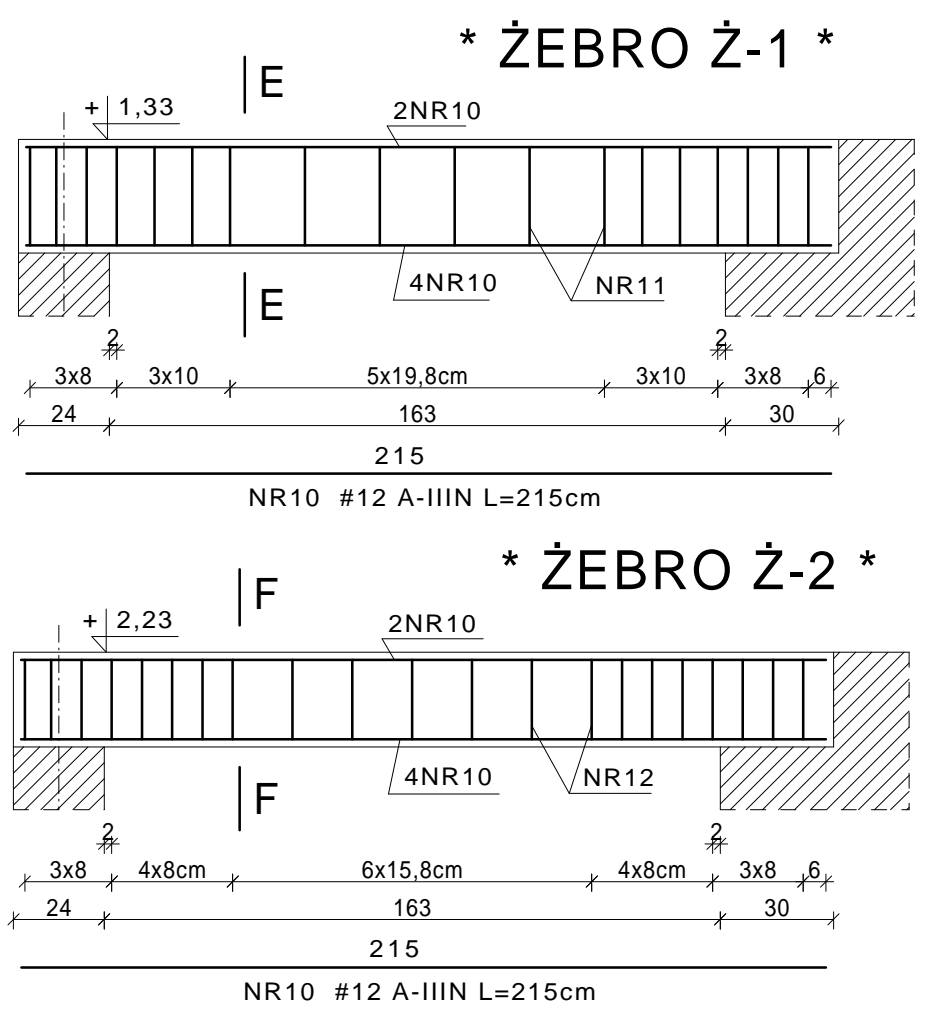 * ŻEBRO Ż-1 *
E
+ 1,33
2NR10
4NR10
NR11
E
2
2
3x8 3x10 5x19,8cm 3x10 3x8 6
24 163 30
215
NR10 #12 A-IIIN L=215cm
* ŻEBRO Ż-2 *
F
+ 2,23
2NR10
4NR10
NR12
F
2
2
3x8 4x8cm 6x15,8cm 4x8cm 3x8 6
24 163 30
215
NR10 #12 A-IIIN L=215cm